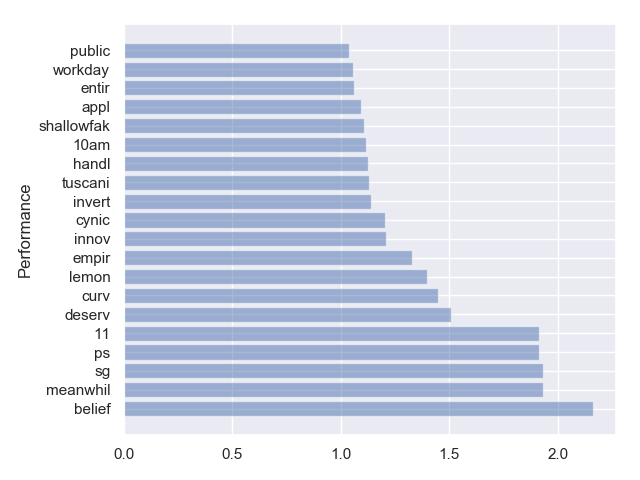 public
workday
entir
appl
shallowfak
10am
handl
tuscani
invert
cynic
innov
empir
lemon
curv
deserv
11
ps
sg
meanwhil
belief
Performance
0.0 0.5 1.0 1.5 2.0